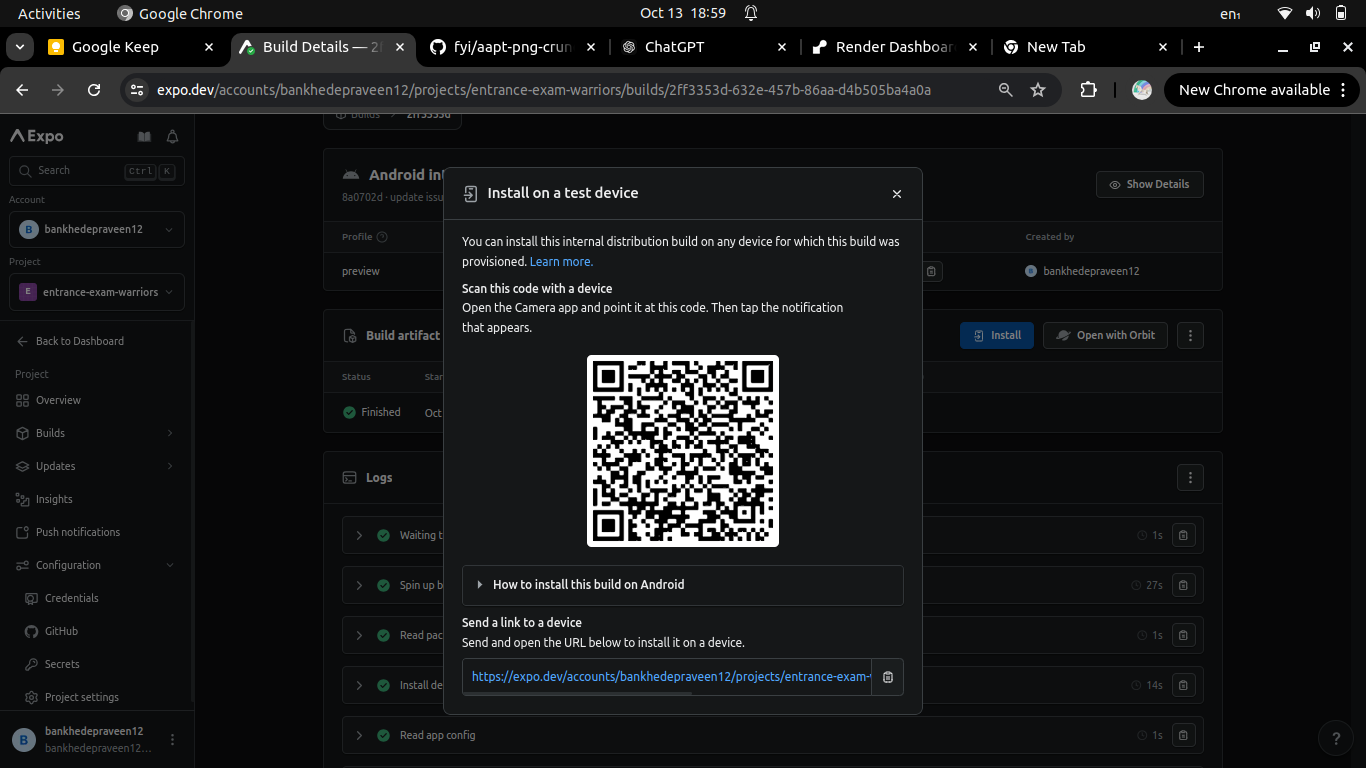 Activities
Google Chrome
Oct 13 18:59
en₁
Google Keep
Build Details — 2f
fyi/aapt-png-crun
ChatGPT
Render Dashboar
New Tab
expo.dev/accounts/bankhedepraveen12/projects/entrance-exam-warriors/builds/2ff3353d-632e-457b-86aa-d4b505ba4a0a
New Chrome available
Expo
Search
Ctrl K
Account
B bankhedepraveen12
Project
E entrance-exam-warriors
Back to Dashboard
Project
Overview
Builds
Updates
Insights
Push notifications
Configuration
Credentials
GitHub
Secrets
Project settings
B
bankhedepraveen12
bankhedepraveen12...
Builds
2ff3353d
Android int
8a0702d · update issu
Show Details
Profile
Created by
preview
B bankhedepraveen12
Build artifact
Install
Open with Orbit
Status
Star
Finished
Oct
Logs
Waiting t
1s
Spin up b
27s
Read pac
1s
Install de
14s
Read app config
1s
Install on a test device
You can install this internal distribution build on any device for which this build was
provisioned. Learn more.
Scan this code with a device
Open the Camera app and point it at this code. Then tap the notification
that appears.
How to install this build on Android
Send a link to a device
Send and open the URL below to install it on a device.
https://expo.dev/accounts/bankhedepraveen12/projects/entrance-exam-
?